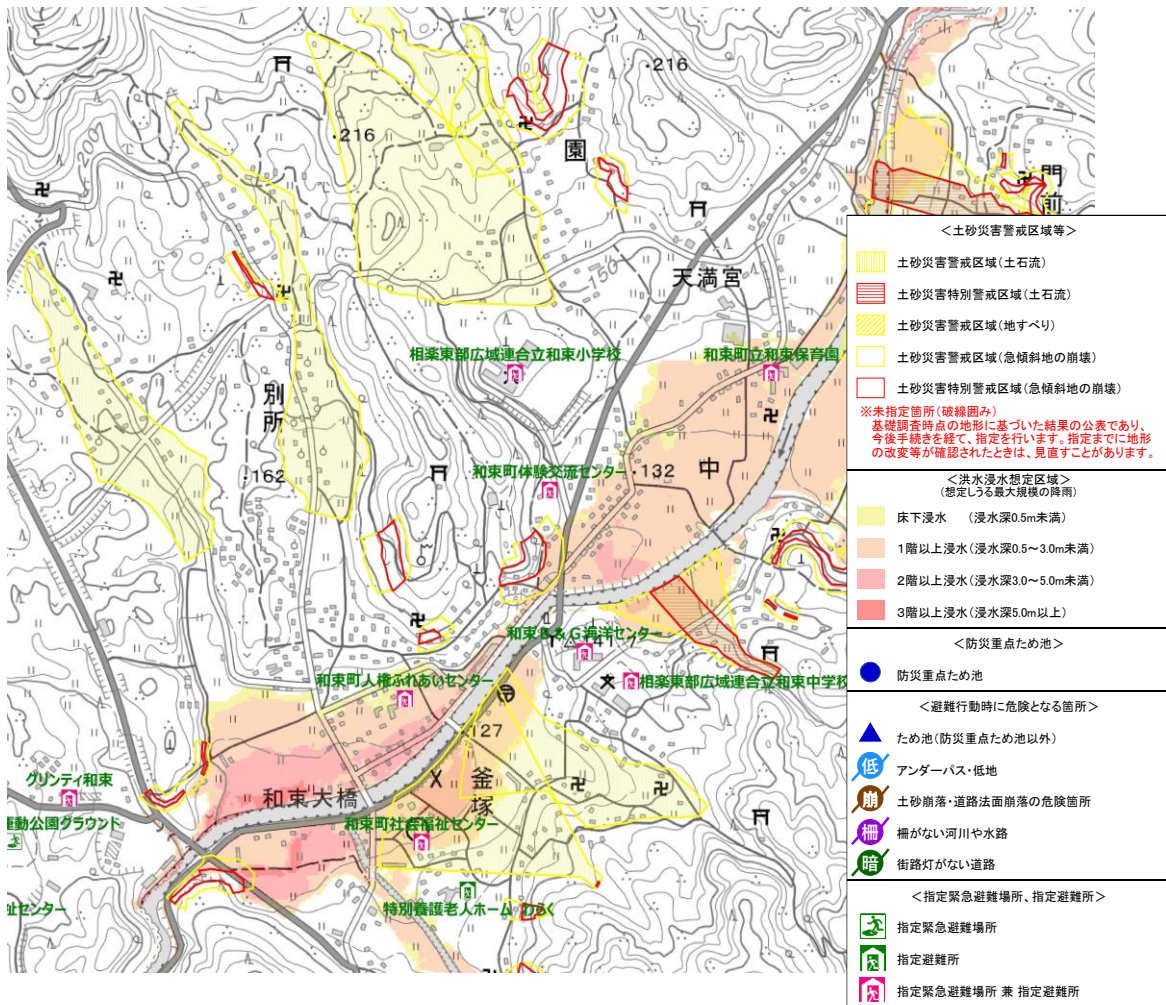 216
200
216
園
門前
150
天満宮
相楽東部広域連合立和束小学校
和束町立和束保育園
別所
162
和束町体験交流センター
132
中
和束B&G海洋センター
相楽東部広域連合立和束中学校
和束町人権ふれあいセンター
127
釜塚
グリンティ和束
和束大橋
運動公園グラウンド
和束町社会福祉センター
特別養護老人ホーム わらく
祉センター
<土砂災害警戒区域等>
土砂災害警戒区域(土石流)
土砂災害特別警戒区域(土石流)
土砂災害警戒区域(地すべり)
土砂災害警戒区域(急傾斜地の崩壊)
土砂災害特別警戒区域(急傾斜地の崩壊)
※未指定箇所(破線囲み)
基礎調査時点の地形に基づいた結果の公表であり、
今後手続きを経て、指定を行います。指定までに地形
の改変等が確認されたときは、見直すことがあります。
<洪水浸水想定区域>
(想定しうる最大規模の降雨)
床下浸水 (浸水深0.5m未満)
1階以上浸水(浸水深0.5~3.0m未満)
2階以上浸水(浸水深3.0~5.0m未満)
3階以上浸水(浸水深5.0m以上)
<防災重点ため池>
防災重点ため池
<避難行動時に危険となる箇所>
ため池(防災重点ため池以外)
低 アンダーパス・低地
崩 土砂崩落・道路法面崩落の危険箇所
柵 柵がない河川や水路
暗 街路灯がない道路
<指定緊急避難場所、指定避難所>
指定緊急避難場所
指定避難所
指定緊急避難場所 兼 指定避難所